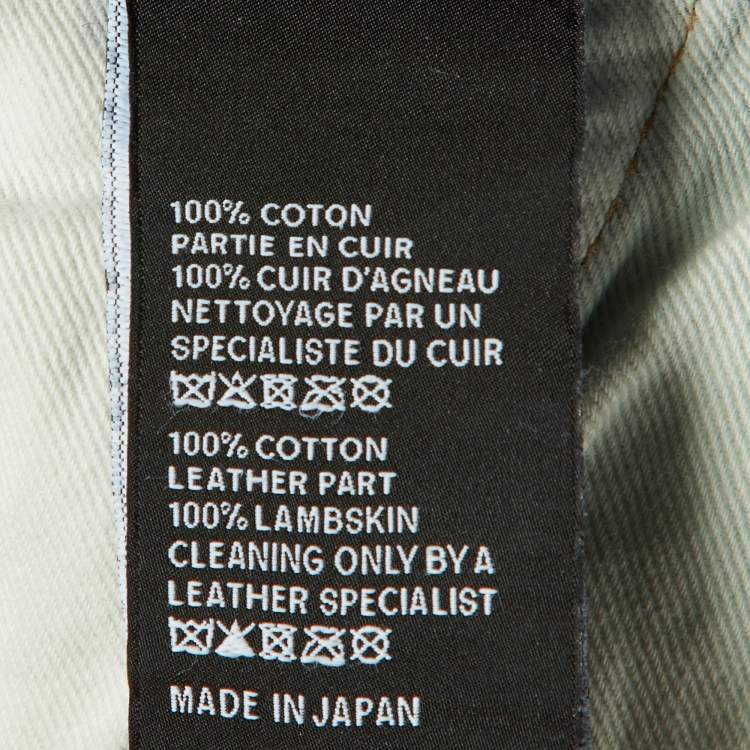 100% COTON
PARTIE EN CUIR
100% CUIR D'AGNEAU
NETTOYAGE PAR UN
SPECIALISTE DU CUIR
100% COTTON
LEATHER PART
100% LAMBSKIN
CLEANING ONLY BY A
LEATHER SPECIALIST
MADE IN JAPAN